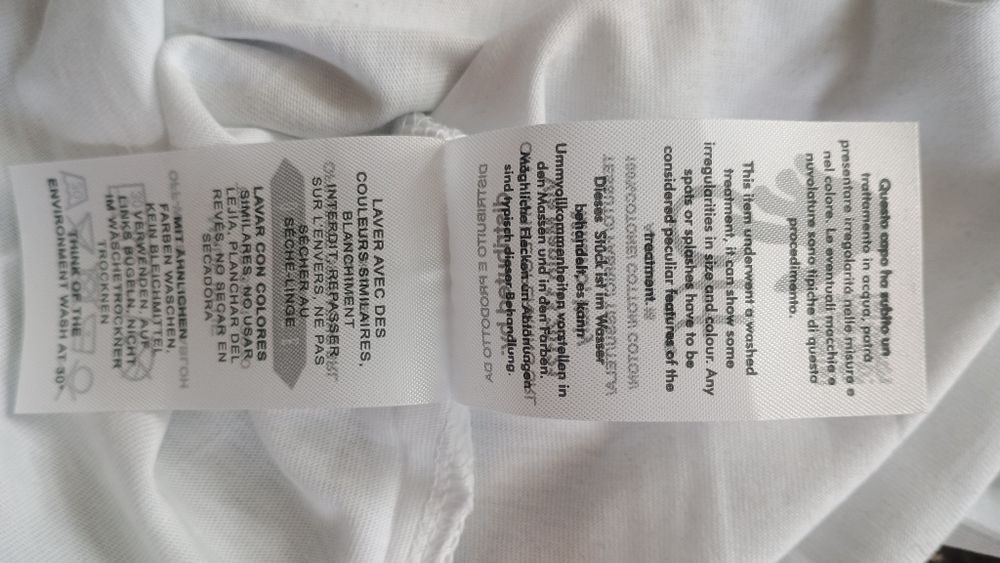 Questo capo ha subito un
trattamento in acqua, potrà
presentare irregolarità nelle misure e
nel colore. Le eventuali macchie e
nuvolature sono tipiche di questo
procedimento.
This item underwent a washed
treatment, it can show some
irregularities in size and colour. Any
spots or splashes have to be
considered peculiar features of the
treatment.
Dieses Stück ist im Wasser
behandelt, es kann
Unvollkommenheiten vorstellen in
den Massen und in den Farben.
Mögliche Flecken an Abtönungen
sind typisch dieser Behandlung.
LAVER AVEC DES
COULEURS SIMILAIRES,
BLANCHIMENT
INTERDIT, REPASSER
SUR L'ENVERS, NE PAS
SÉCHER AU
SÈCHE-LINGE
LAVAR CON COLORES
SIMILARES, NO USAR
LEJIA, PLANCHAR DEL
REVÉS, NO SECAR EN
SECADORA
MIT ÄHNLICHEN
FARBEN WASCHEN,
KEIN BLEICHMITTEL
VERWENDEN, AUF
LINKS BÜGELN, NICHT
IM WÄSCHETROCKNER
TROCKNEN
THINK OF THE
ENVIRONMENT WASH AT 30°